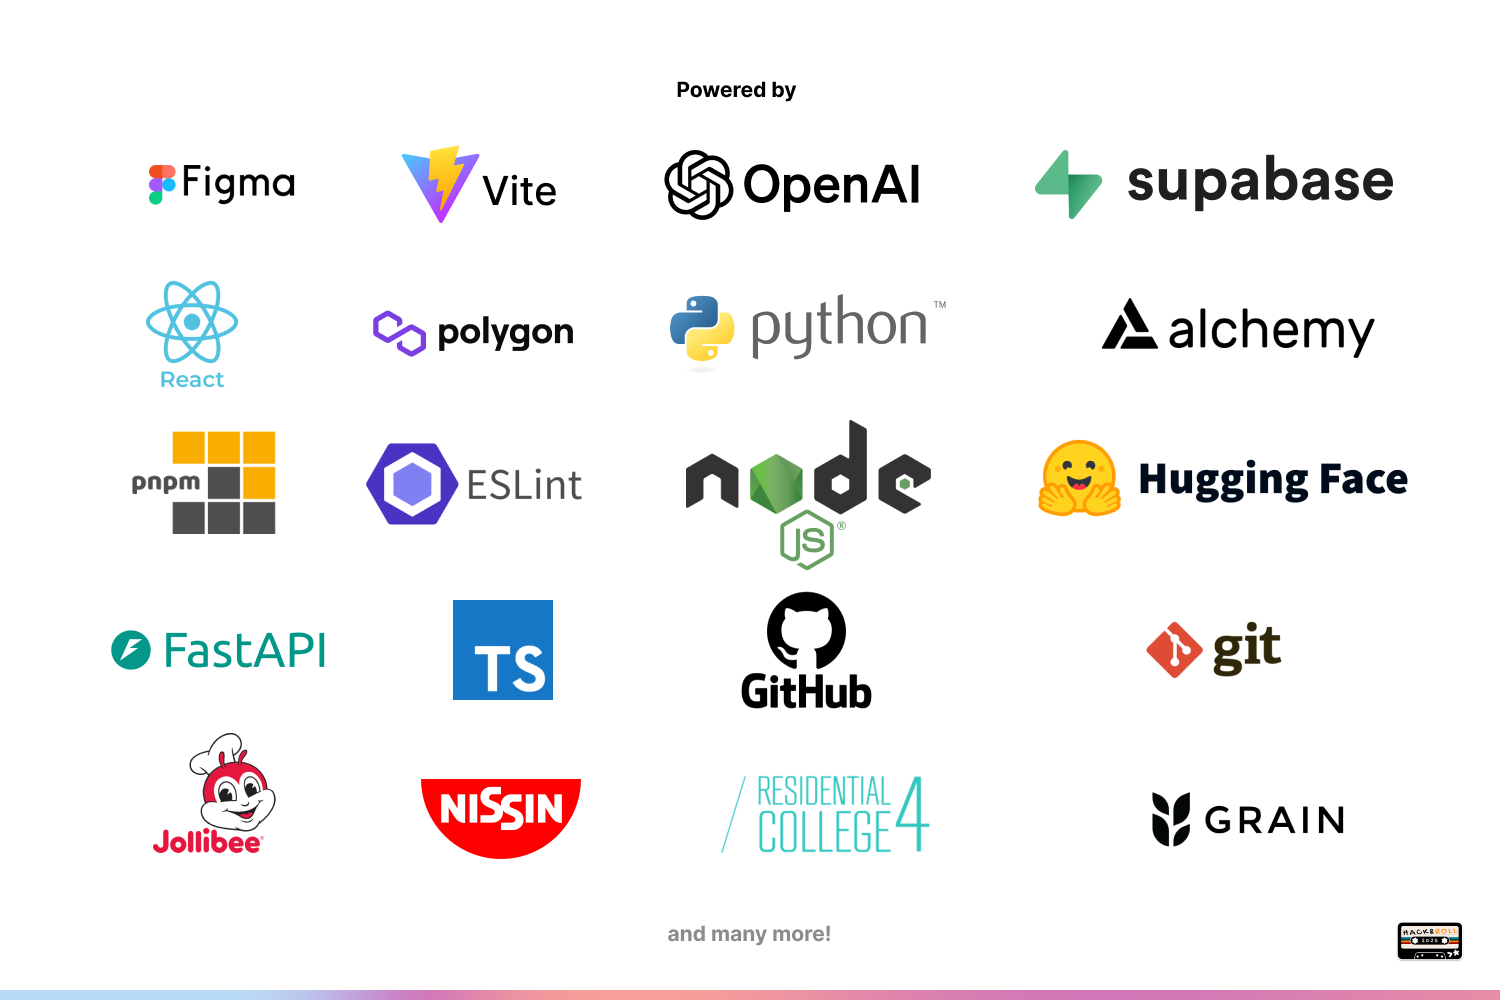 Powered by
Figma
Vite
OpenAI
supabase
React
polygon
python™
alchemy
pnpm
ESLint
node
JS®
Hugging Face
FastAPI
TS
GitHub
git
Jollibee
NISSIN
RESIDENTIAL
COLLEGE 4
GRAIN
and many more!
HACK&ROLL
2025